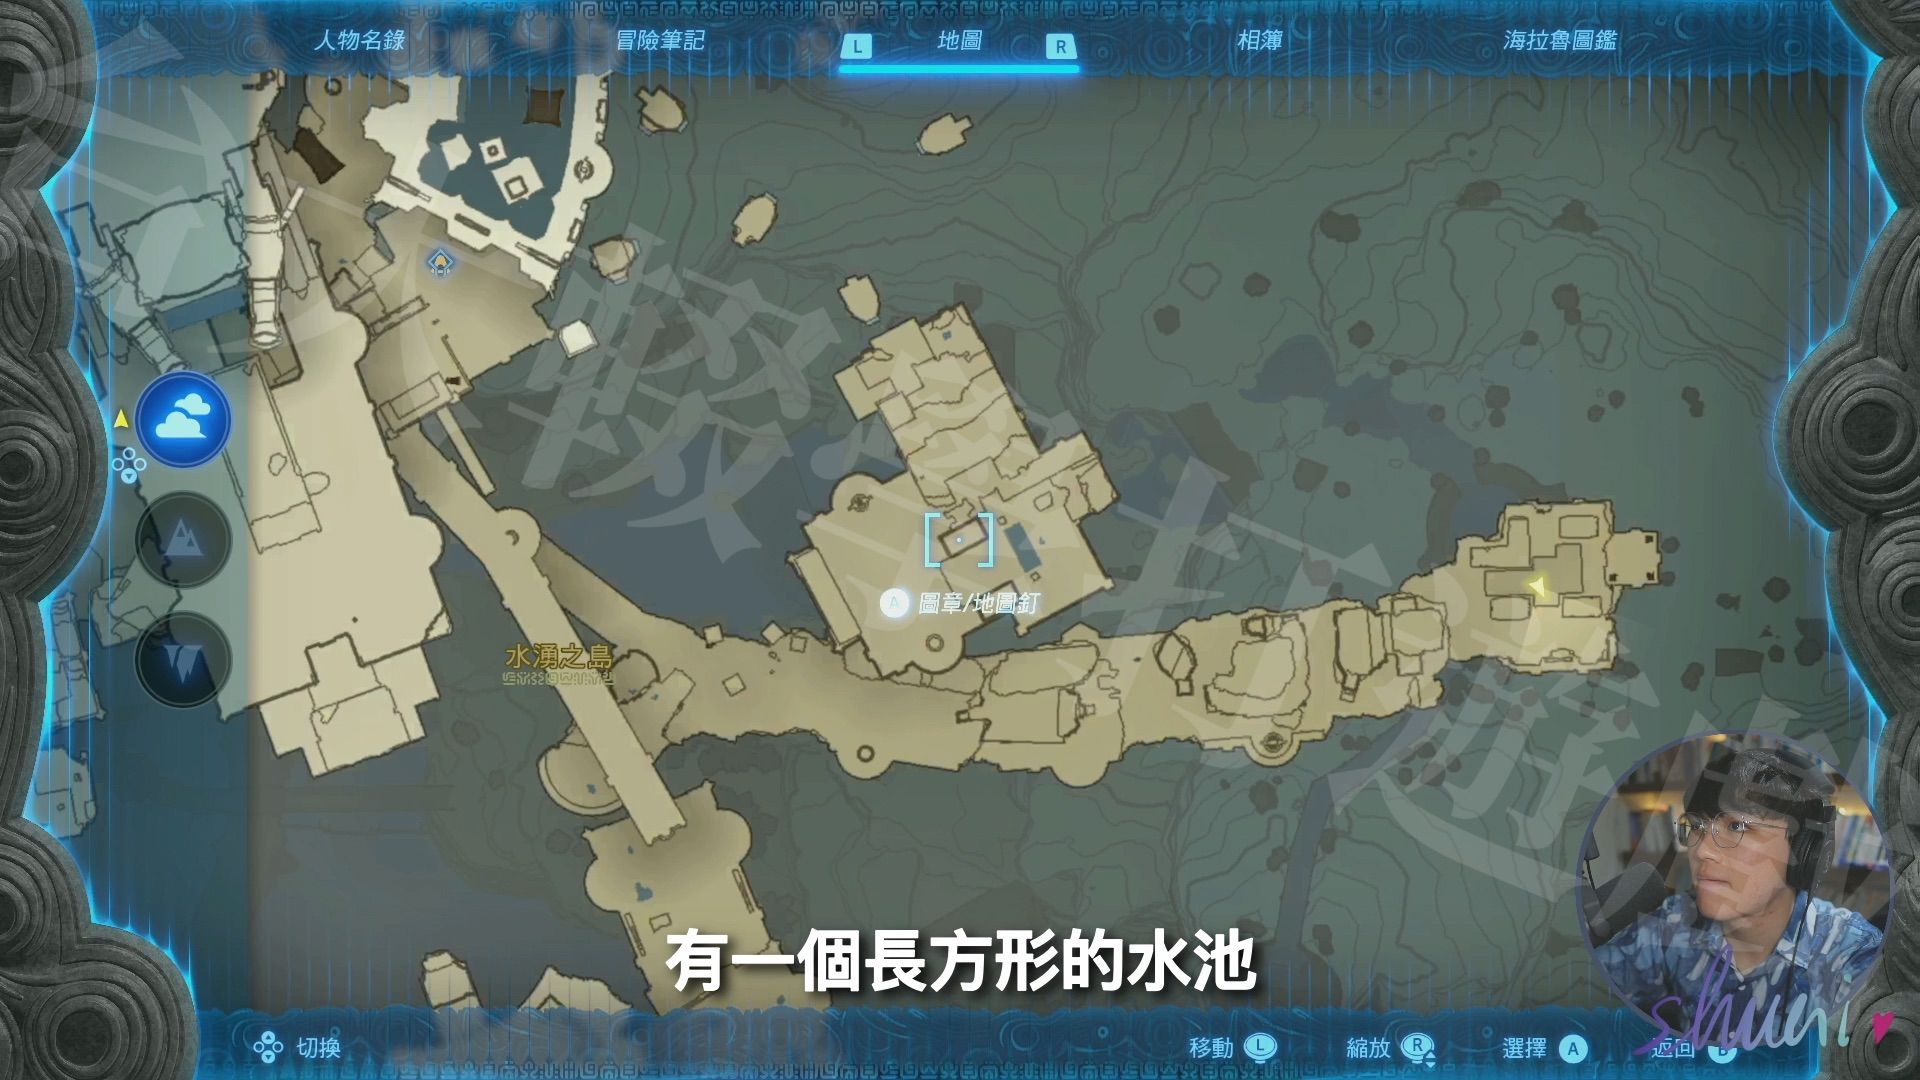 人物名錄
冒險筆記
L 地圖 R
相簿
海拉魯圖鑑
A 圖章/地圖釘
水湧之島
有一個長方形的水池
切換
移動 L
縮放 R
選擇 A
返回 B
shueni